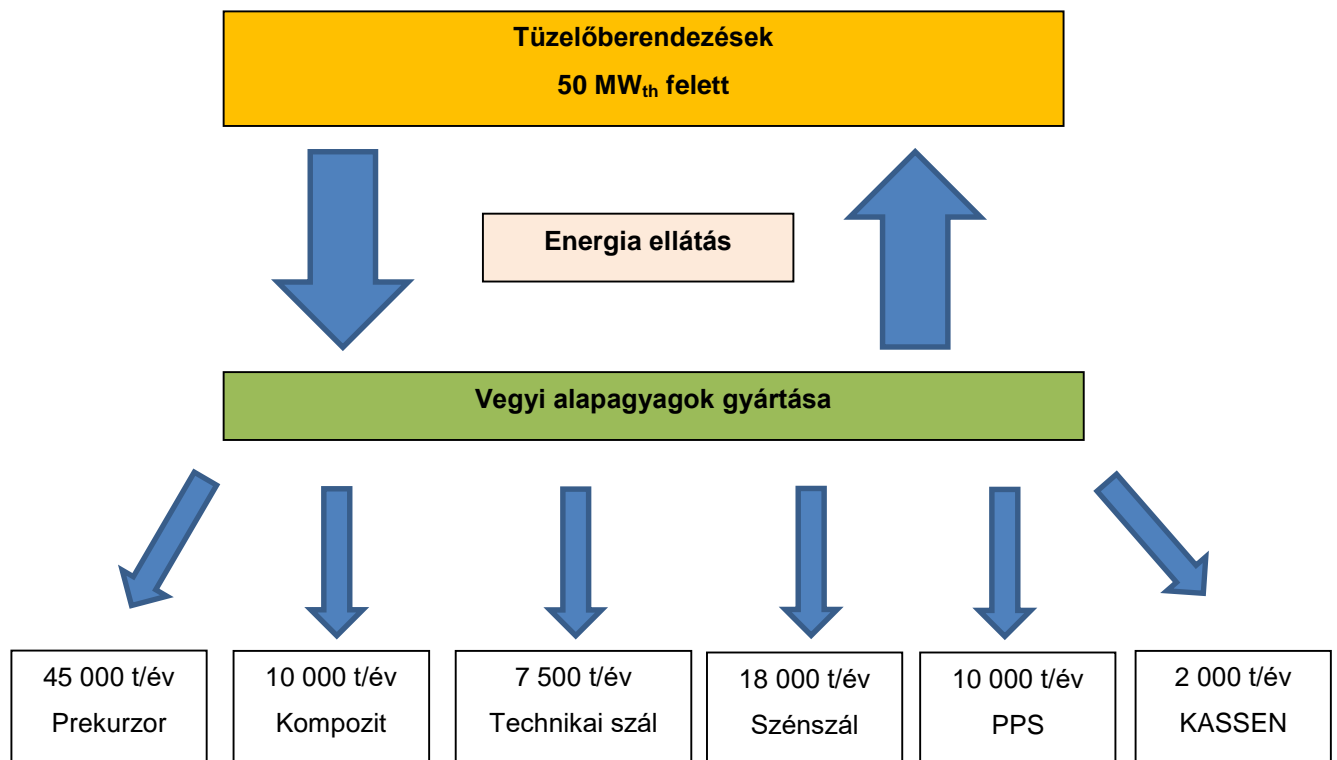 Tüzelőberendezések
50 MWth felett
Energia ellátás
Vegyi alapagyagok gyártása
45 000 t/év
Prekurzor
10 000 t/év
Kompozit
7 500 t/év
Technikai szál
18 000 t/év
Szénszál
10 000 t/év
PPS
2 000 t/év
KASSEN